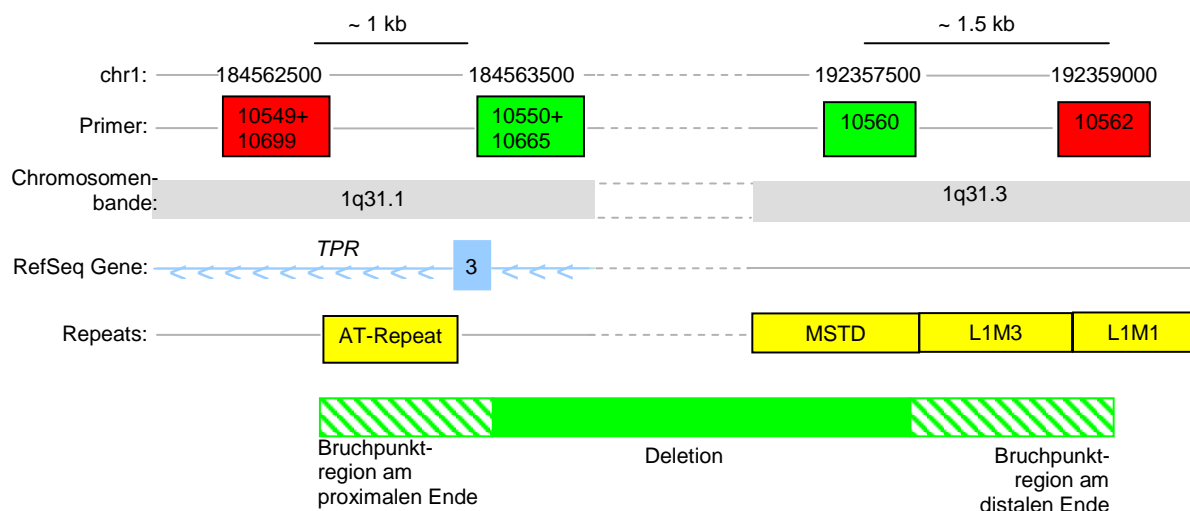 ~ 1 kb ~ 1.5 kb
chr1: 184562500 184563500 192357500 192359000
Primer: 10549+ 10550+ 10560 10562
10699 10665
Chromosomen-
bande: 1q31.1 1q31.3
TPR
RefSeq Gene: 3
Repeats: AT-Repeat MSTD L1M3 L1M1
Bruchpunkt-
region am
proximalen Ende
Deletion
Bruchpunkt-
region am
distalen Ende